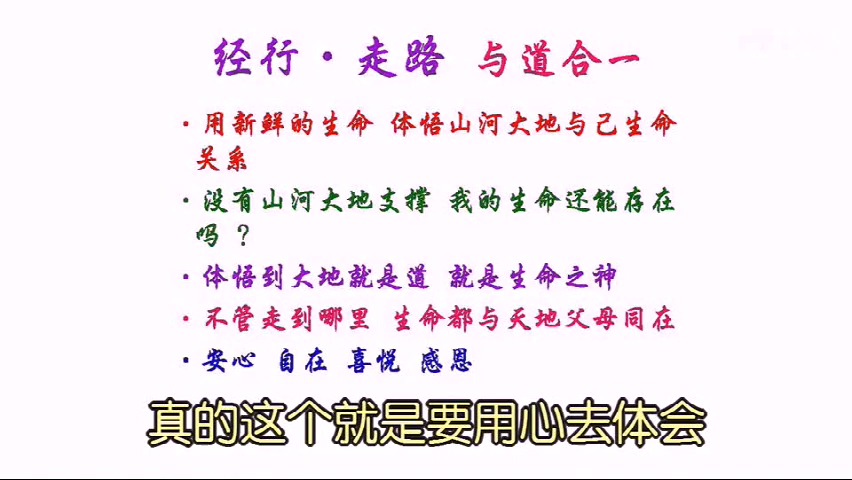 经行·走路 与道合一
·用新鲜的生命 体悟山河大地与己生命
关系
·没有山河大地支撑 我的生命还能存在
吗 ?
·体悟到大地就是道 就是生命之神
·不管走到哪里 生命都与天地父母同在
·安心 自在 喜悦 感恩
真的这个就是要用心去体会